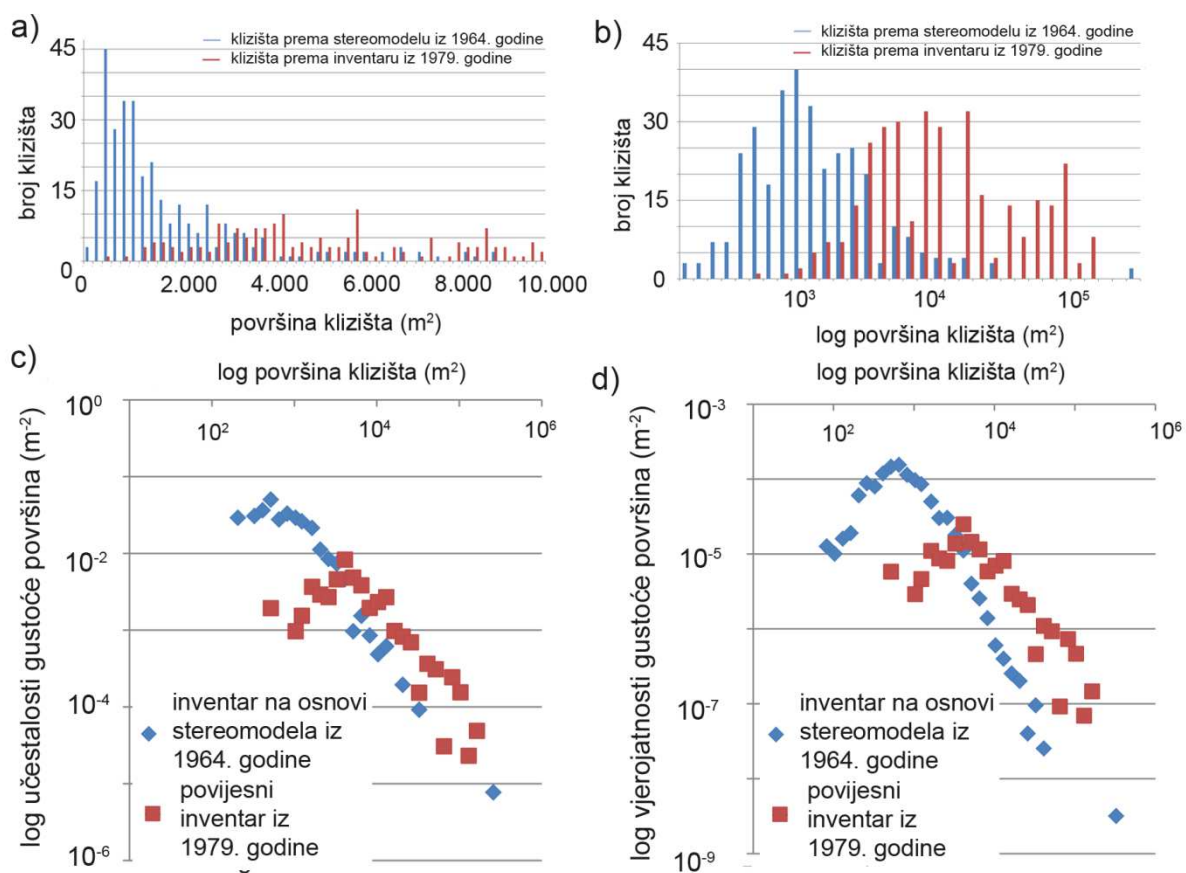 a)
klizišta prema stereomodelu iz 1964. godine
klizišta prema inventaru iz 1979. godine
45
30
15
0
broj klizišta
0 2.000 4.000 6.000 8.000 10.000
površina klizišta (m²)
b)
klizišta prema stereomodelu iz 1964. godine
klizišta prema inventaru iz 1979. godine
45
30
15
0
broj klizišta
10³ 10⁴ 10⁵
log površina klizišta (m²)
c)
log površina klizišta (m²)
10⁰
10² 10⁴ 10⁶
10⁻²
10⁻⁴
10⁻⁶
log učestalosti gustoće površina (m⁻²)
inventar na osnovi
stereomodela iz
1964. godine
povijesni
inventar iz
1979. godine
d)
log površina klizišta (m²)
10⁻³
10² 10⁴ 10⁶
10⁻⁵
10⁻⁷
10⁻⁹
log vjerojatnosti gustoće površina (m⁻²)
inventar na osnovi
stereomodela iz
1964. godine
povijesni
inventar iz
1979. godine